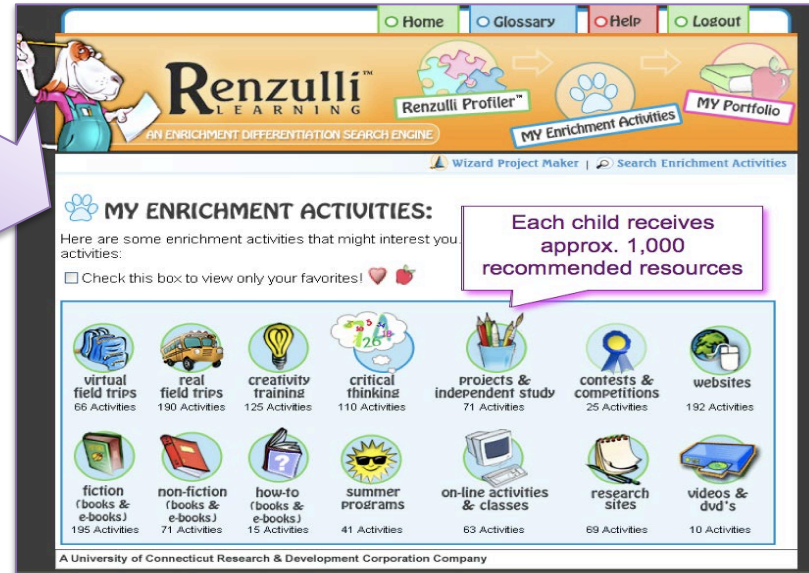 Home
Glossary
Help
Logout
Renzulli™
LEARNING
AN ENRICHMENT DIFFERENTIATION SEARCH ENGINE
Renzulli Profiler™
MY Enrichment Activities
MY Portfolio
Wizard Project Maker | Search Enrichment Activities
MY ENRICHMENT ACTIVITIES:
Here are some enrichment activities that might interest you.
activities:
Check this box to view only your favorites!
Each child receives
approx. 1,000
recommended resources
virtual
field trips
66 Activities
real
field trips
190 Activities
creativity
training
125 Activities
critical
thinking
110 Activities
projects &
independent study
71 Activities
contests &
competitions
25 Activities
websites
192 Activities
fiction
(books &
e-books)
195 Activities
non-fiction
(books &
e-books)
71 Activities
how-to
(books &
e-books)
15 Activities
summer
programs
41 Activities
on-line activities
& classes
63 Activities
research
sites
69 Activities
videos &
dvd's
10 Activities
A University of Connecticut Research & Development Corporation Company